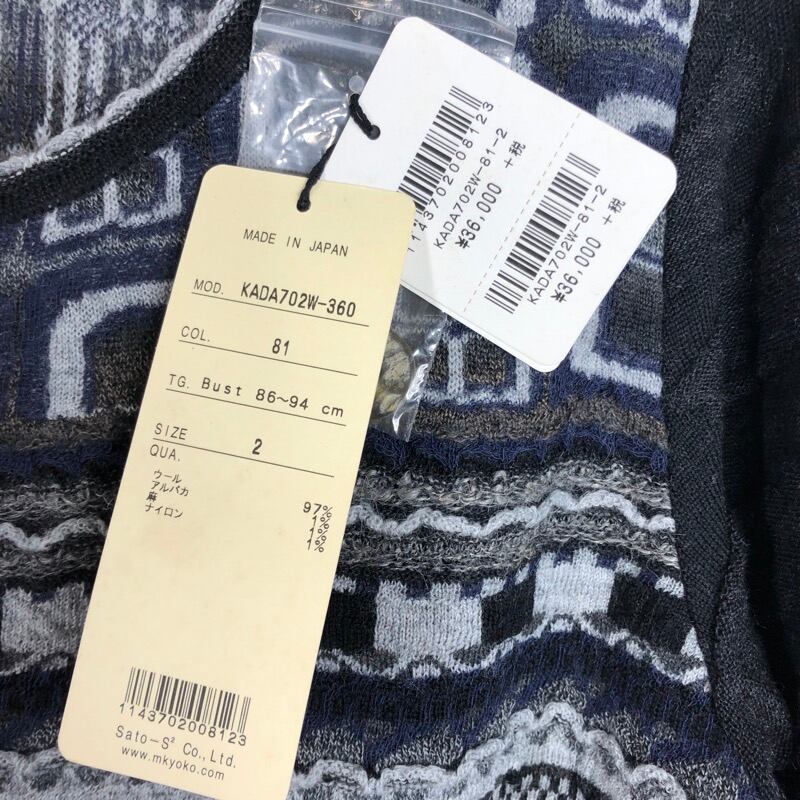 MADE IN JAPAN
MOD. KADA702W-360
COL. 81
TG. Bust 86~94 cm
SIZE 2
QUA.
ウール 97%
アルパカ 1%
麻 1%
ナイロン 1%
1143702008123
Sato-S² Co., Ltd.
www.mkyoko.com
1143702008123
KADA702W-81-2
¥36,000 +税
KADA702W-81-2
¥36,000 +税